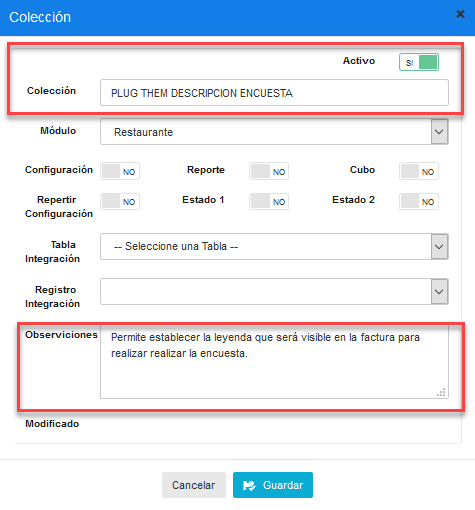 Colección
Activo SI
Colección PLUG THEM DESCRIPCION ENCUESTA
Módulo Restaurante
Configuración NO Reporte NO Cubo NO
Repertir Configuración NO Estado 1 NO Estado 2 NO
Tabla Integración -- Seleccione una Tabla --
Registro Integración
Observiciones Permite establecer la leyenda que será visible en la factura para
realizar realizar la encuesta.
Modificado
Cancelar Guardar